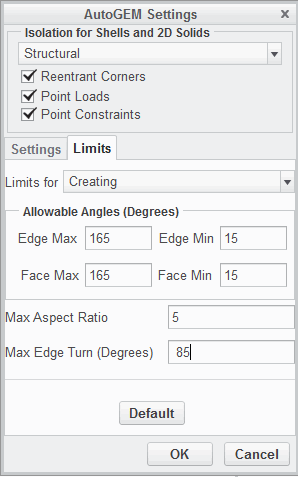 AutoGEM Settings
Isolation for Shells and 2D Solids
Structural
Reentrant Corners
Point Loads
Point Constraints
Settings Limits
Limits for Creating
Allowable Angles (Degrees)
Edge Max 165 Edge Min 15
Face Max 165 Face Min 15
Max Aspect Ratio 5
Max Edge Turn (Degrees) 85
Default
OK Cancel